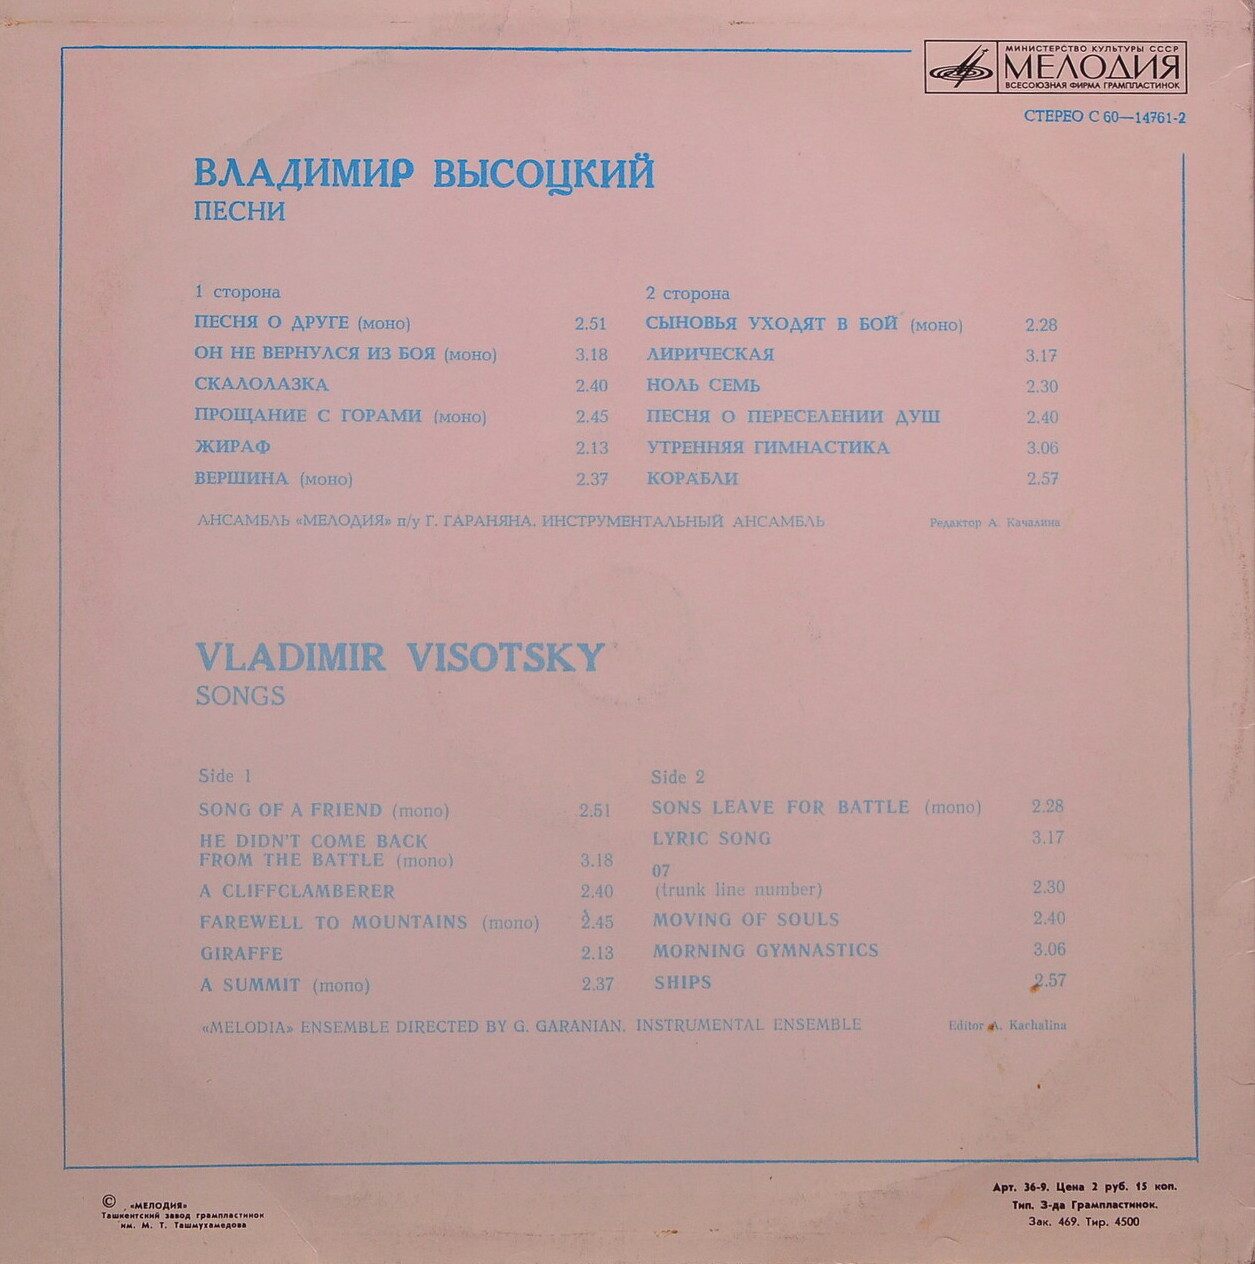 МИНИСТЕРСТВО КУЛЬТУРЫ СССР
МЕЛОДИЯ
ВСЕСОЮЗНАЯ ФИРМА ГРАМПЛАСТИНОК
СТЕРЕО С 60—14761-2
ВЛАДИМИР ВЫСОЦКИЙ
ПЕСНИ
1 сторона
ПЕСНЯ О ДРУГЕ (моно) 2.51
ОН НЕ ВЕРНУЛСЯ ИЗ БОЯ (моно) 3.18
СКАЛОЛАЗКА 2.40
ПРОЩАНИЕ С ГОРАМИ (моно) 2.45
ЖИРАФ 2.13
ВЕРШИНА (моно) 2.37
2 сторона
СЫНОВЬЯ УХОДЯТ В БОЙ (моно) 2.28
ЛИРИЧЕСКАЯ 3.17
НОЛЬ СЕМЬ 2.30
ПЕСНЯ О ПЕРЕСЕЛЕНИИ ДУШ 2.40
УТРЕННЯЯ ГИМНАСТИКА 3.06
КОРАБЛИ 2.57
АНСАМБЛЬ «МЕЛОДИЯ» п/у Г. ГАРАНЯНА. ИНСТРУМЕНТАЛЬНЫЙ АНСАМБЛЬ
Редактор А. Качалина
VLADIMIR VISOTSKY
SONGS
Side 1
SONG OF A FRIEND (mono) 2.51
HE DIDN'T COME BACK
FROM THE BATTLE (mono) 3.18
A CLIFFCLAMBERER 2.40
FAREWELL TO MOUNTAINS (mono) 2.45
GIRAFFE 2.13
A SUMMIT (mono) 2.37
Side 2
SONS LEAVE FOR BATTLE (mono) 2.28
LYRIC SONG 3.17
07
(trunk line number) 2.30
MOVING OF SOULS 2.40
MORNING GYMNASTICS 3.06
SHIPS 2.57
«MELODIA» ENSEMBLE DIRECTED BY G. GARANIAN. INSTRUMENTAL ENSEMBLE
Editor A. Kachalina
© «МЕЛОДИЯ»
Ташкентский завод грампластинок
им. М. Т. Ташмухамедова
Арт. 36-9. Цена 2 руб. 15 коп.
Тип. З-да Грампластинок.
Зак. 469. Тир. 4500